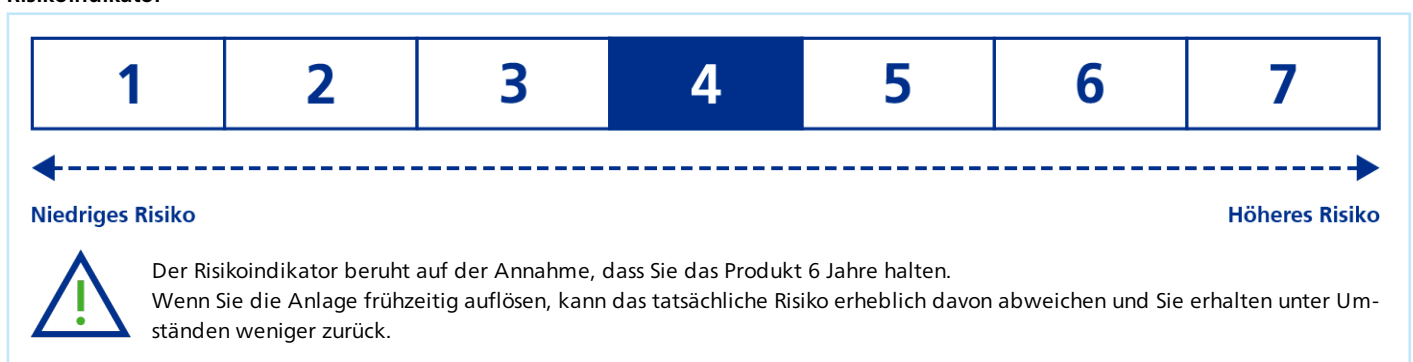 Risikoindikator
1 2 3 4 5 6 7
Niedriges Risiko Höheres Risiko
Der Risikoindikator beruht auf der Annahme, dass Sie das Produkt 6 Jahre halten.
Wenn Sie die Anlage frühzeitig auflösen, kann das tatsächliche Risiko erheblich davon abweichen und Sie erhalten unter Um-
ständen weniger zurück.